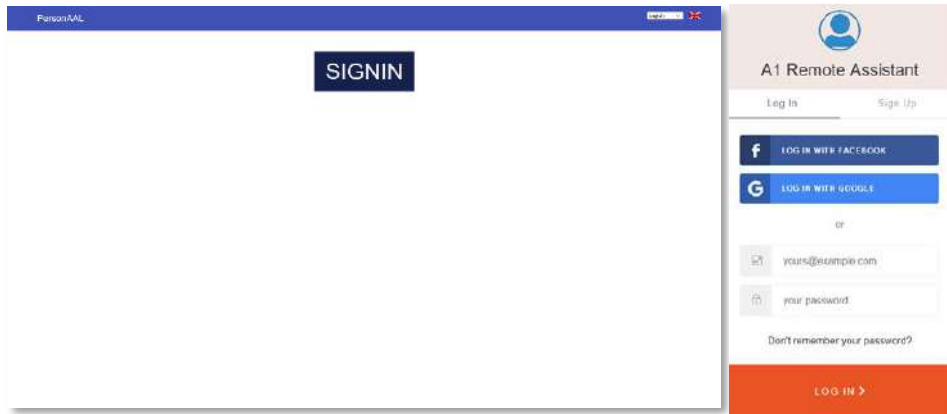 PersonAAL
English
SIGNIN
A1 Remote Assistant
Log In Sign Up
f LOG IN WITH FACEBOOK
G LOG IN WITH GOOGLE
or
yours@example.com
your password
Don't remember your password?
LOG IN >